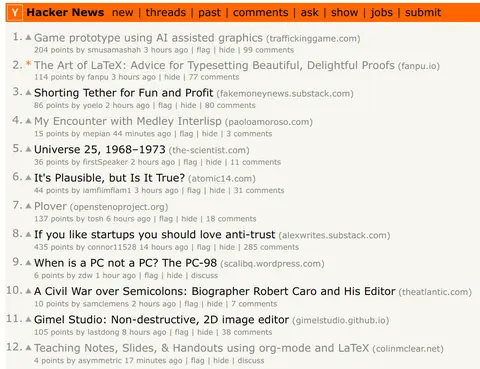 Y Hacker News new | threads | past | comments | ask | show | jobs | submit
1. Game prototype using AI assisted graphics (traffickinggame.com)
204 points by smusamashah 3 hours ago | flag | hide | 99 comments
2. * The Art of LaTeX: Advice for Typesetting Beautiful, Delightful Proofs (fanpu.io)
114 points by fanpu 3 hours ago | hide | 77 comments
3. Shorting Tether for Fun and Profit (fakemoneynews.substack.com)
86 points by yoelo 2 hours ago | flag | hide | 80 comments
4. My Encounter with Medley Interlisp (paoloamoroso.com)
15 points by mepian 44 minutes ago | flag | hide | 3 comments
5. Universe 25, 1968–1973 (the-scientist.com)
36 points by firstSpeaker 2 hours ago | flag | hide | 11 comments
6. It's Plausible, but Is It True? (atomic14.com)
44 points by iamflimflam1 3 hours ago | flag | hide | 31 comments
7. Plover (openstenoproject.org)
137 points by tosh 6 hours ago | flag | hide | 18 comments
8. If you like startups you should love anti-trust (alexwrites.substack.com)
435 points by connor11528 14 hours ago | flag | hide | 285 comments
9. When is a PC not a PC? The PC-98 (scalibq.wordpress.com)
6 points by zdw 1 hour ago | flag | hide | discuss
10. A Civil War over Semicolons: Biographer Robert Caro and His Editor (theatlantic.com)
10 points by samclemens 2 hours ago | flag | hide | 7 comments
11. Gimel Studio: Non-destructive, 2D image editor (gimelstudio.github.io)
105 points by lastdong 8 hours ago | flag | hide | 38 comments
12. Teaching Notes, Slides, & Handouts using org-mode and LaTeX (colinmclear.net)
4 points by asymmetric 17 minutes ago | flag | hide | discuss